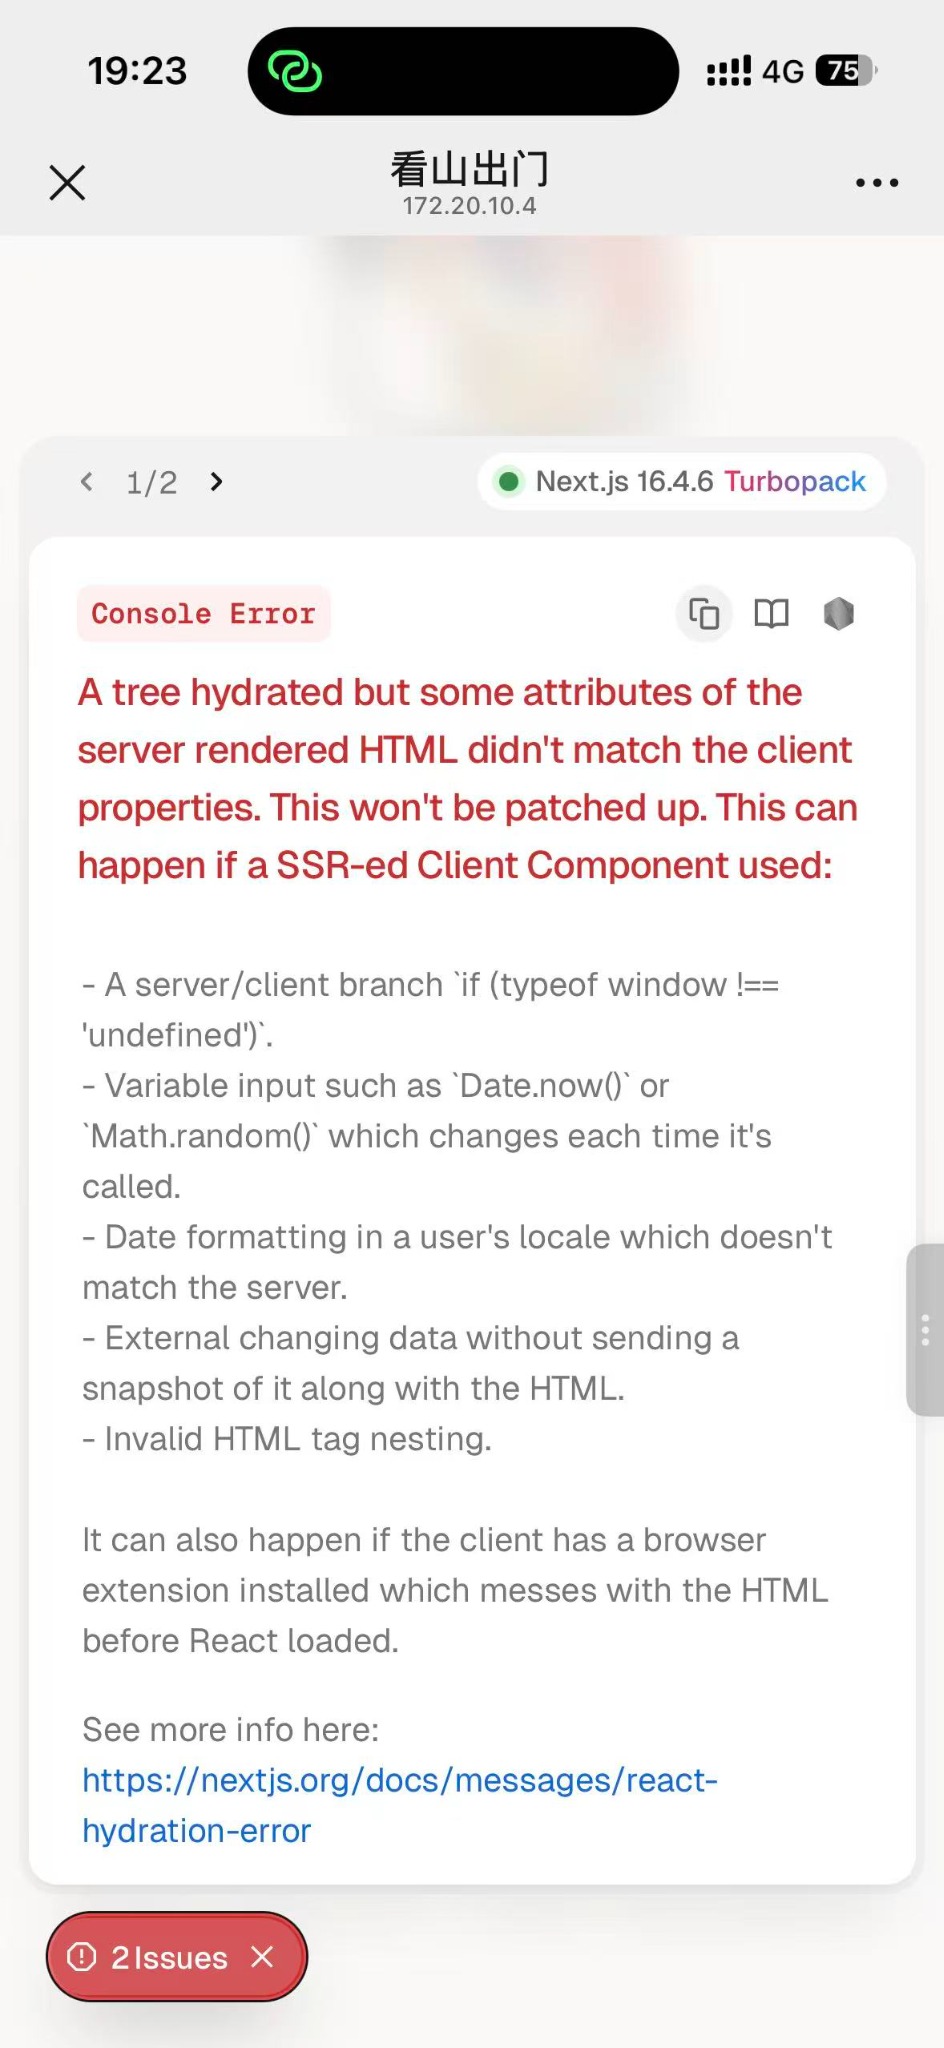 19:23
4G 75
看山出门
172.20.10.4
1/2
Next.js 16.4.6 Turbopack
Console Error
A tree hydrated but some attributes of the
server rendered HTML didn't match the client
properties. This won't be patched up. This can
happen if a SSR-ed Client Component used:
- A server/client branch `if (typeof window !==
'undefined')`.
- Variable input such as `Date.now()` or
`Math.random()` which changes each time it's
called.
- Date formatting in a user's locale which doesn't
match the server.
- External changing data without sending a
snapshot of it along with the HTML.
- Invalid HTML tag nesting.
It can also happen if the client has a browser
extension installed which messes with the HTML
before React loaded.
See more info here:
https://nextjs.org/docs/messages/react-
hydration-error
2 Issues